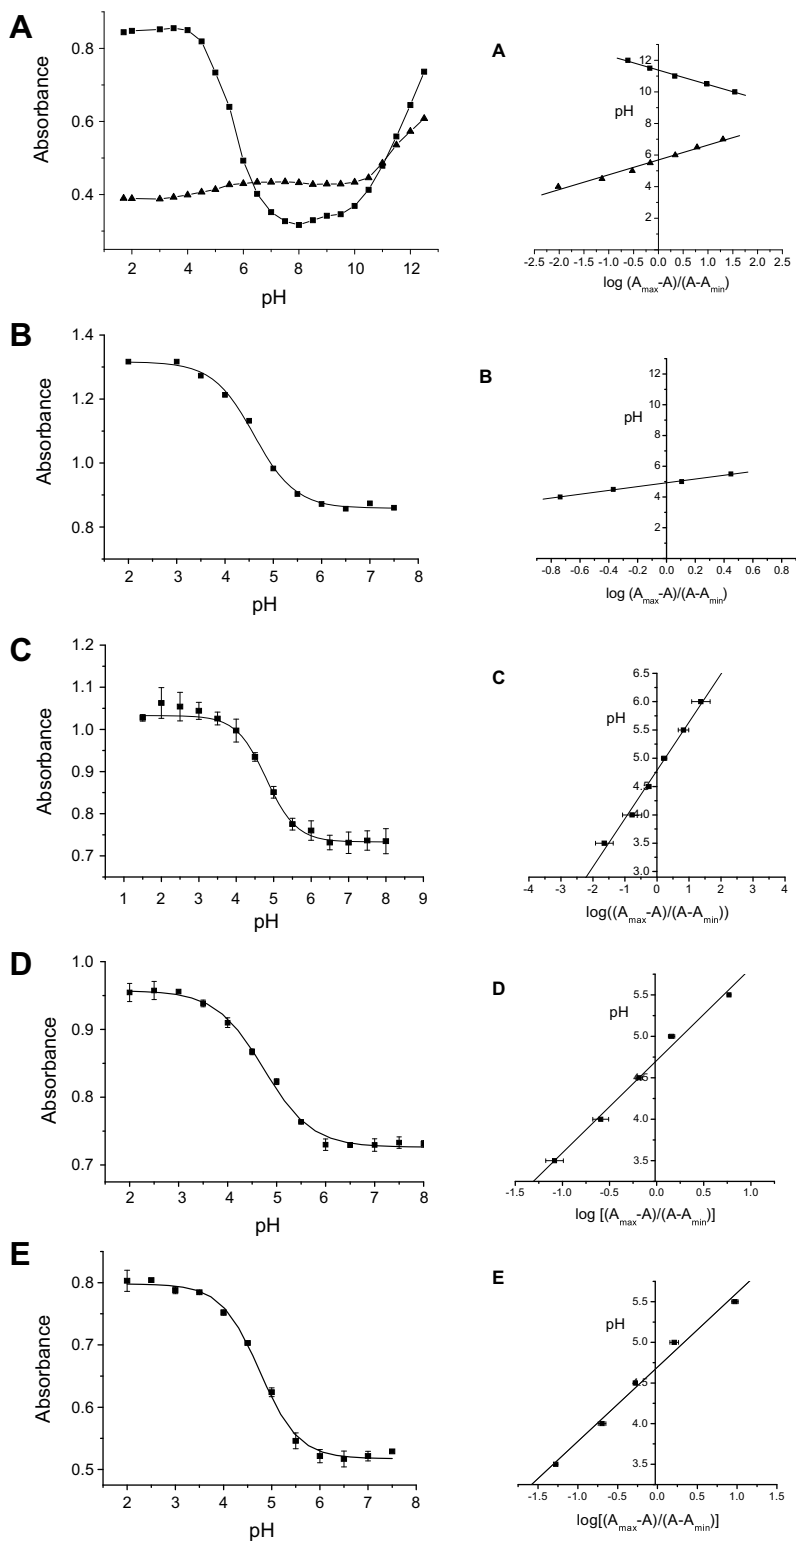 A
Absorbance
0.8
0.6
0.4
2 4 6 8 10 12
pH
A
pH
12
10
8
6
4
2
-2.5 -2.0 -1.5 -1.0 -0.5 0.0 0.5 1.0 1.5 2.0 2.5
log (Amax-A)/(A-Amin)
B
Absorbance
1.4
1.2
1.0
0.8
2 3 4 5 6 7 8
pH
B
pH
12
10
8
6
4
2
-0.8 -0.6 -0.4 -0.2 0.0 0.2 0.4 0.6 0.8
log (Amax-A)/(A-Amin)
C
Absorbance
1.2
1.1
1.0
0.9
0.8
0.7
1 2 3 4 5 6 7 8 9
pH
C
pH
6.5
6.0
5.5
5.0
4.5
4.0
3.5
3.0
-4 -3 -2 -1 0 1 2 3 4
log((Amax-A)/(A-Amin))
D
Absorbance
1.0
0.9
0.8
0.7
2 3 4 5 6 7 8
pH
D
pH
5.5
5.0
4.5
4.0
3.5
-1.5 -1.0 -0.5 0.0 0.5 1.0
log [(Amax-A)/(A-Amin)]
E
Absorbance
0.8
0.7
0.6
0.5
2 3 4 5 6 7 8
pH
E
pH
5.5
5.0
4.5
4.0
3.5
-1.5 -1.0 -0.5 0.0 0.5 1.0 1.5
log[(Amax-A)/(A-Amin)]